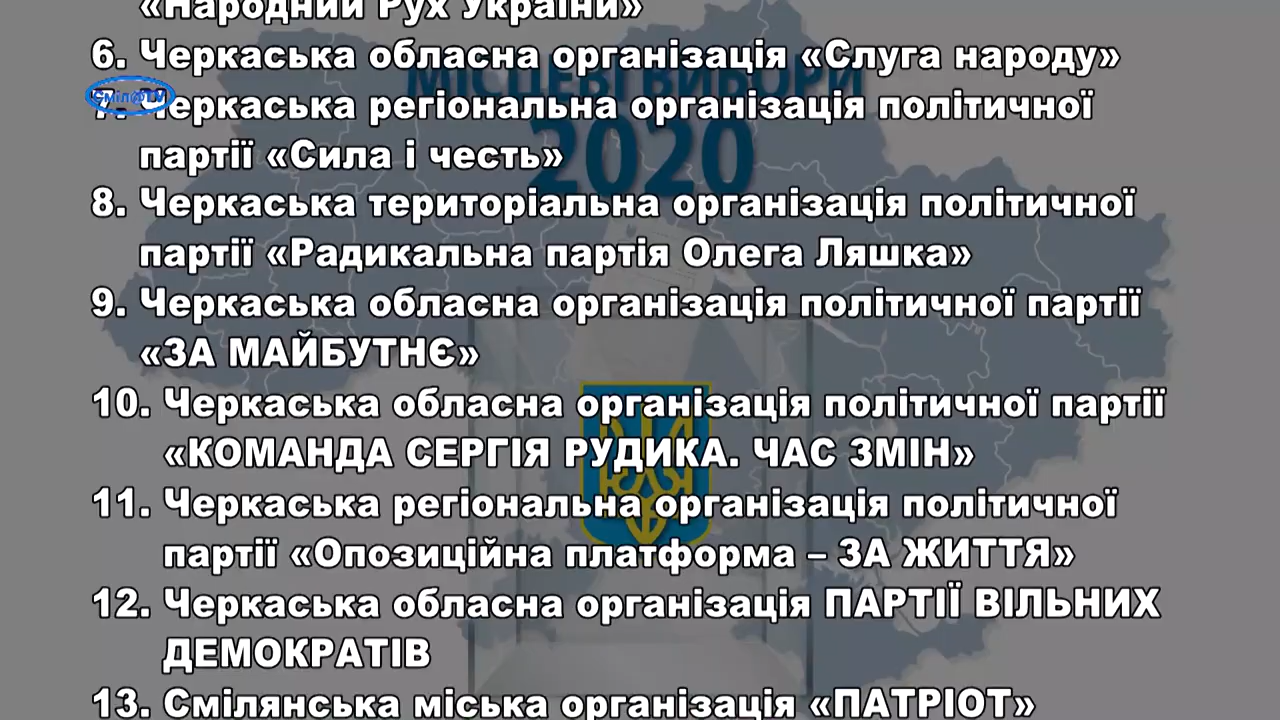 «Народний Рух України»
6. Черкаська обласна організація «Слуга народу»
МІСЦЕВІ ВИБОРИ
Сміл@TV
7. Черкаська регіональна організація політичної
партії «Сила і честь»
2020
8. Черкаська територіальна організація політичної
партії «Радикальна партія Олега Ляшка»
9. Черкаська обласна організація політичної партії
«ЗА МАЙБУТНЄ»
10. Черкаська обласна організація політичної партії
«КОМАНДА СЕРГІЯ РУДИКА. ЧАС ЗМІН»
11. Черкаська регіональна організація політичної
партії «Опозиційна платформа – ЗА ЖИТТЯ»
12. Черкаська обласна організація ПАРТІЇ ВІЛЬНИХ
ДЕМОКРАТІВ
13. Смілянська міська організація «ПАТРІОТ»